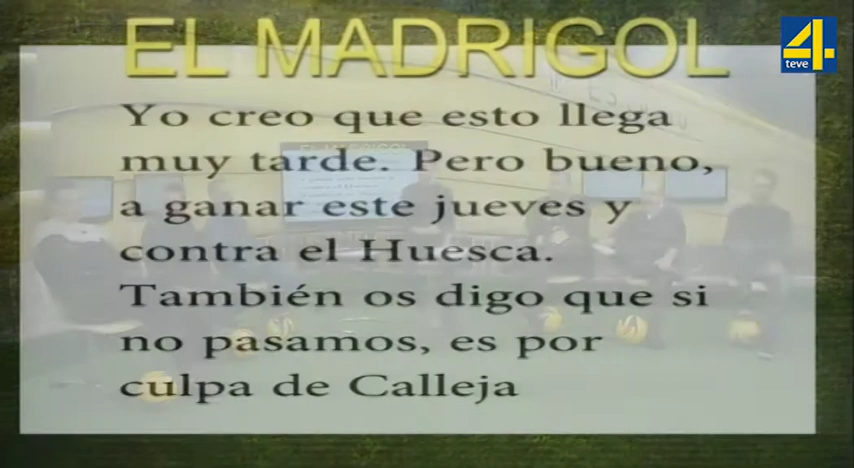 EL MADRIGOL
4
teve
Yo creo que esto llega
muy tarde. Pero bueno,
a ganar este jueves y
contra el Huesca.
También os digo que si
no pasamos, es por
culpa de Calleja